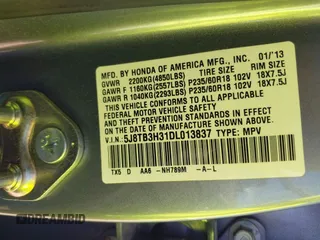 MFD. BY HONDA OF AMERICA MFG., INC. 01/'13
GVWR 2200KG(4850LBS) TIRE SIZE RIM SIZE
GAWR F 1160KG(2557LBS) P235/60R18 102V 18X7.5J
GAWR R 1040KG(2293LBS) P235/60R18 102V 18X7.5J
THIS VEHICLE CONFORMS TO ALL APPLICABLE
FEDERAL MOTOR VEHICLE SAFETY AND
THEFT PREVENTION STANDARDS IN EFFECT
ON THE DATE OF MANUFACTURE SHOWN ABOVE.
V.I.N.: 5J8TB3H31DL013837 TYPE: MPV
TX5 D AA6 -NH789M -A-L
DREAMBID